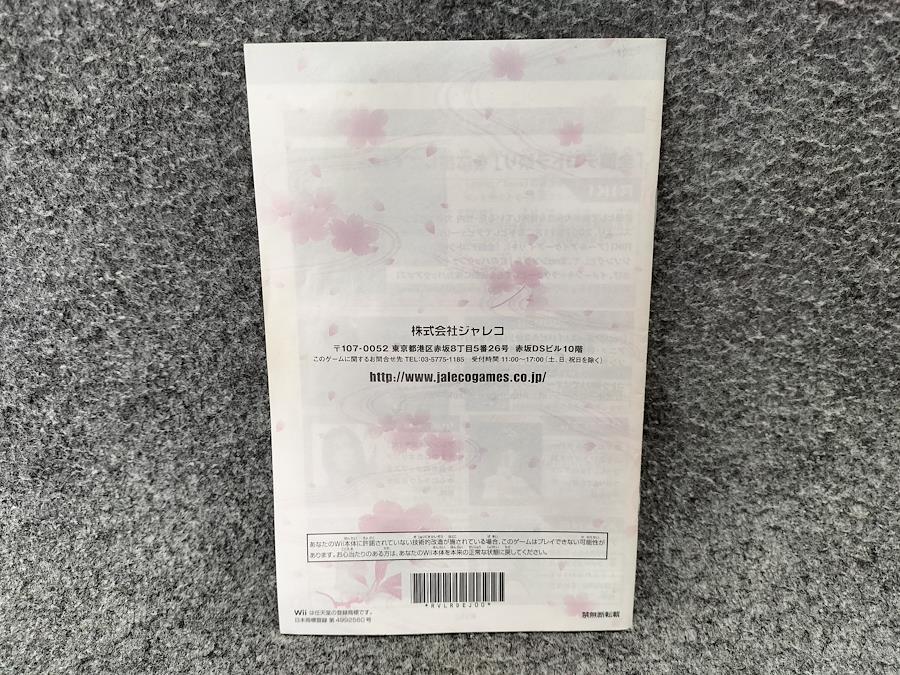 株式会社ジャレコ
〒107-0052 東京都港区赤坂8丁目5番26号 赤坂DSビル10階
このゲームに関するお問合せ先 TEL:03-5775-1185 受付時間 11:00〜17:00 (土、日、祝日を除く)
http://www.jalecogames.co.jp/
あなたのWii本体に許諾されていない技術的改造が施されている場合、このゲームはプレイできない可能性が
あります。お心当たりのある方は、あなたのWii本体を本来の正常な状態に戻してください。
*RVLRDEJ00*
Wii は任天堂の登録商標です。
日本商標登録 第4992560号
禁無断転載